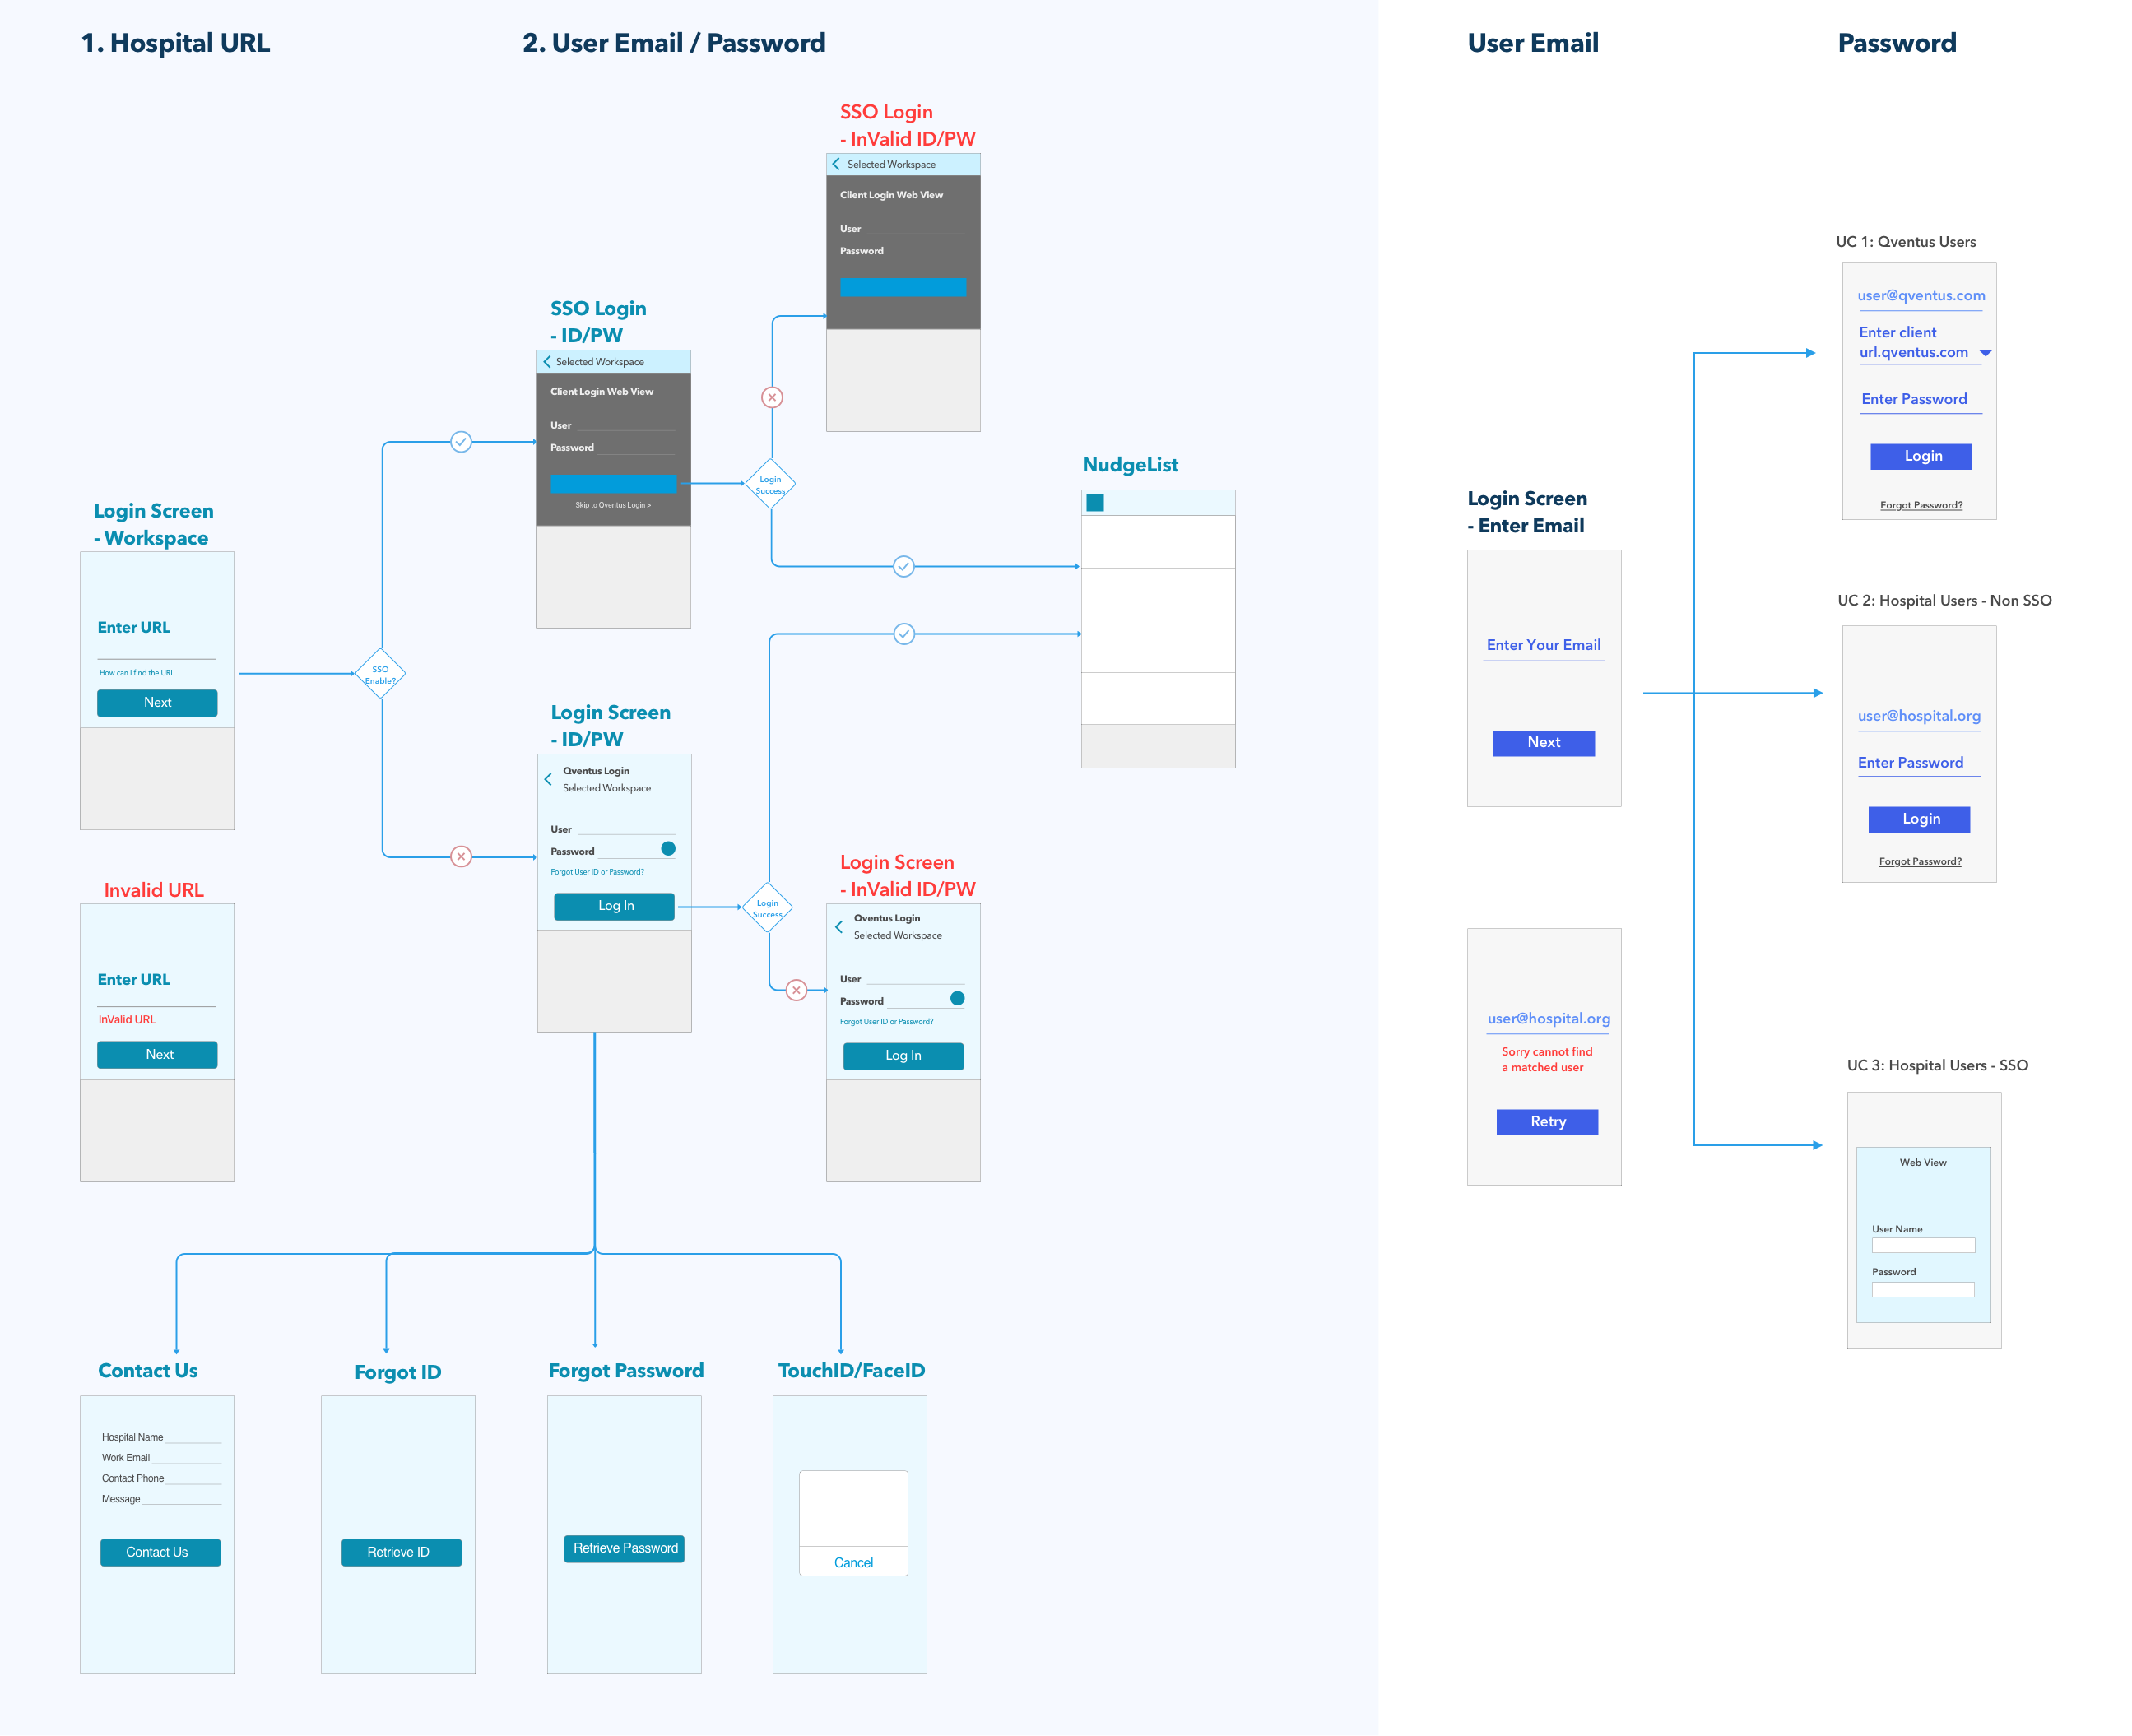 1. Hospital URL
2. User Email / Password
User Email
Password
SSO Login
- InValid ID/PW
Selected Workspace
Client Login Web View
User
Password
SSO Login
- ID/PW
Selected Workspace
Client Login Web View
User
Password
Skip to Qventus Login >
Login
Success
NudgeList
Login Screen
- Workspace
Enter URL
How can I find the URL
Next
SSO
Enable?
Login Screen
- ID/PW
Qventus Login
Selected Workspace
User
Password
Forgot User ID or Password?
Log In
Login
Success
Login Screen
- InValid ID/PW
Qventus Login
Selected Workspace
User
Password
Forgot User ID or Password?
Log In
Invalid URL
Enter URL
InValid URL
Next
Contact Us
Hospital Name
Work Email
Contact Phone
Message
Contact Us
Forgot ID
Retrieve ID
Forgot Password
Retrieve Password
TouchID/FaceID
Cancel
Login Screen
- Enter Email
Enter Your Email
Next
user@hospital.org
Sorry cannot find
a matched user
Retry
UC 1: Qventus Users
user@qventus.com
Enter client
url.qventus.com
Enter Password
Login
Forgot Password?
UC 2: Hospital Users - Non SSO
user@hospital.org
Enter Password
Login
Forgot Password?
UC 3: Hospital Users - SSO
Web View
User Name
Password